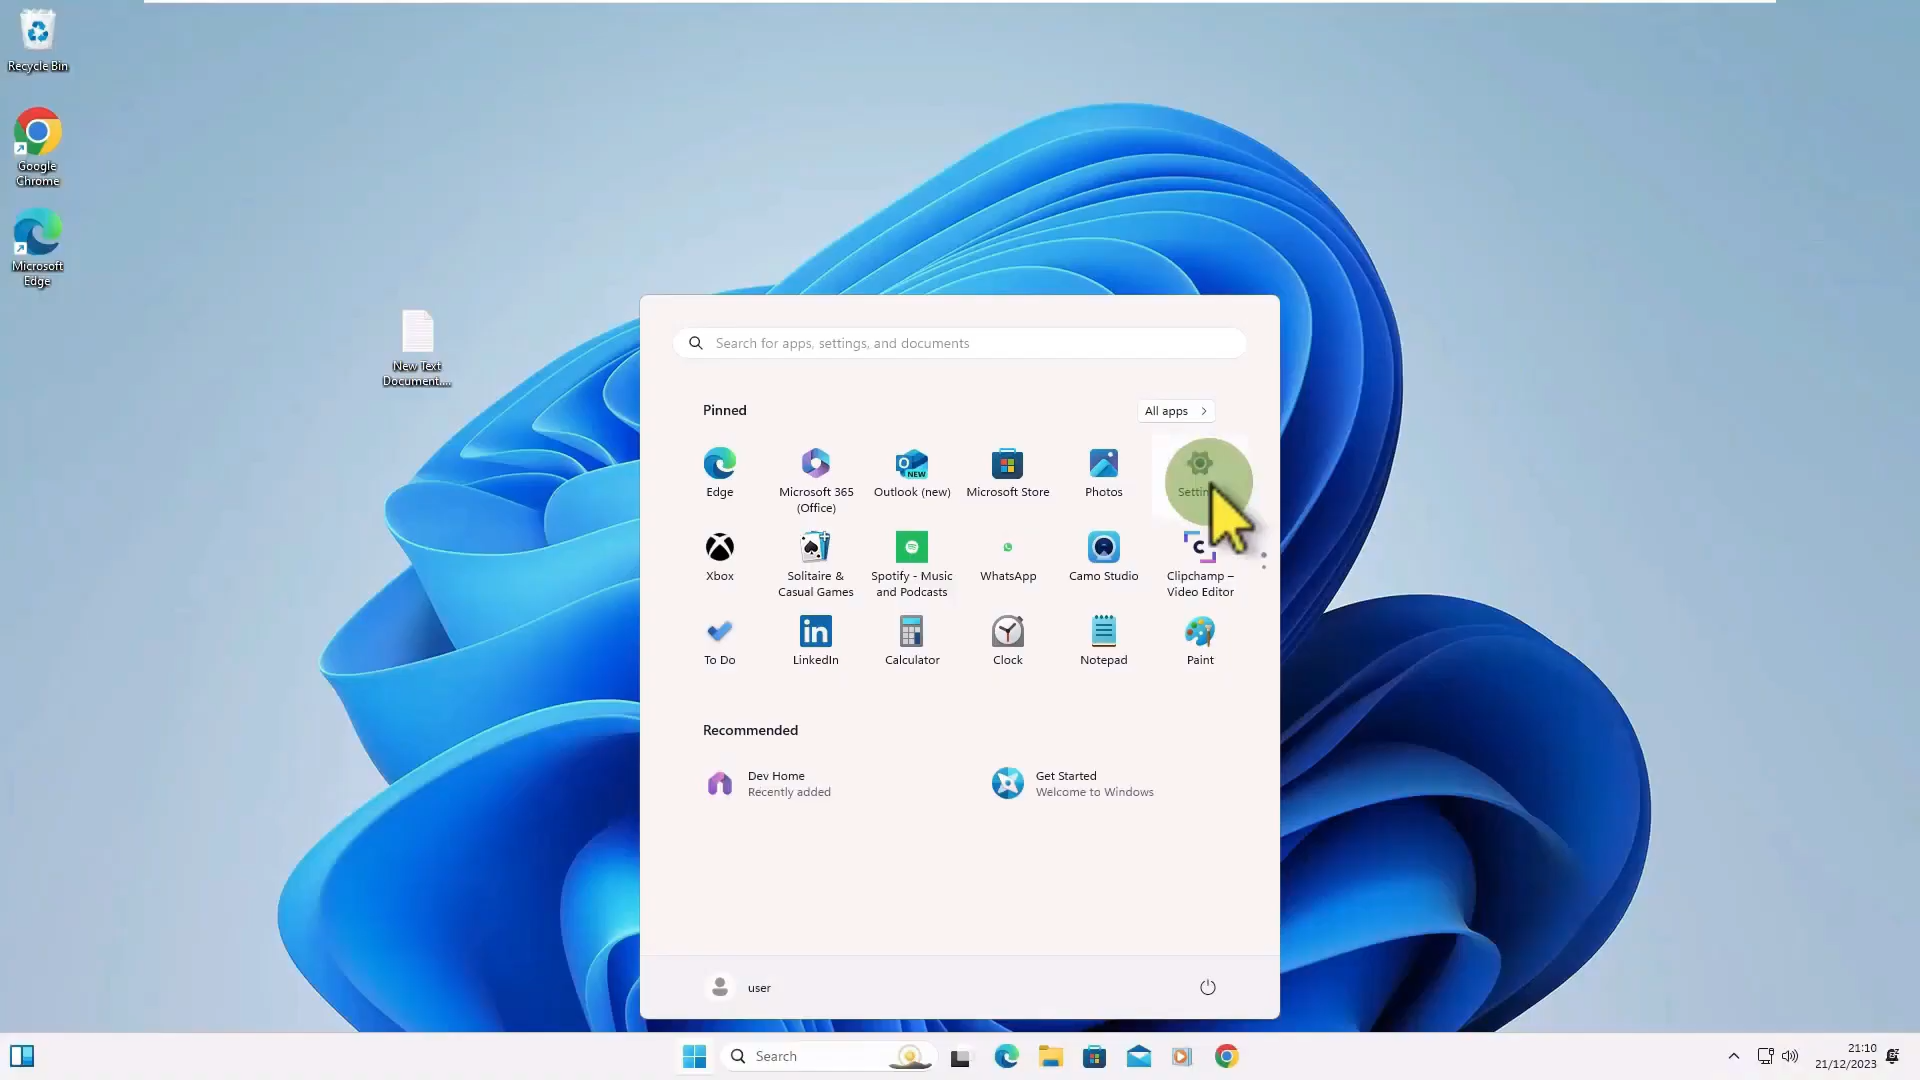 Recycle Bin
Google
Chrome
Microsoft
Edge
New Text
Document....
Search for apps, settings, and documents
Pinned
All apps
Edge
Microsoft 365
(Office)
Outlook (new)
NEW
Microsoft Store
Photos
Xbox
Solitaire &
Casual Games
Spotify - Music
and Podcasts
WhatsApp
Camo Studio
Clipchamp –
Video Editor
To Do
LinkedIn
in
Calculator
Clock
Notepad
Paint
Recommended
Dev Home
Recently added
Get Started
Welcome to Windows
user
Search
21:10
21/12/2023